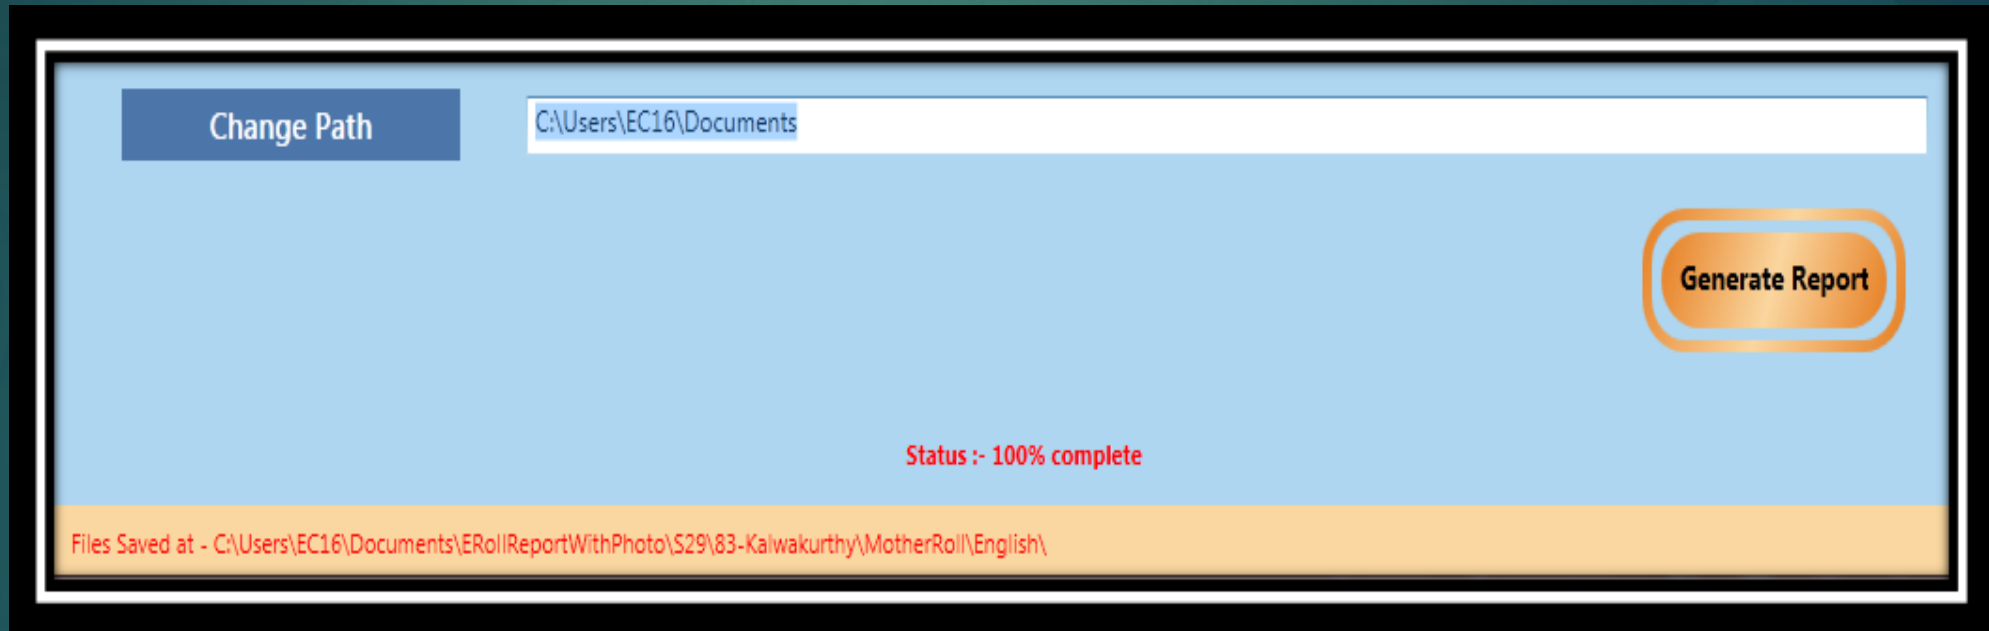 Change Path
C:\Users\EC16\Documents
Generate Report
Status :- 100% complete
Files Saved at - C:\Users\EC16\Documents\ERollReportWithPhoto\S29\83-Kalwakurthy\MotherRoll\English\